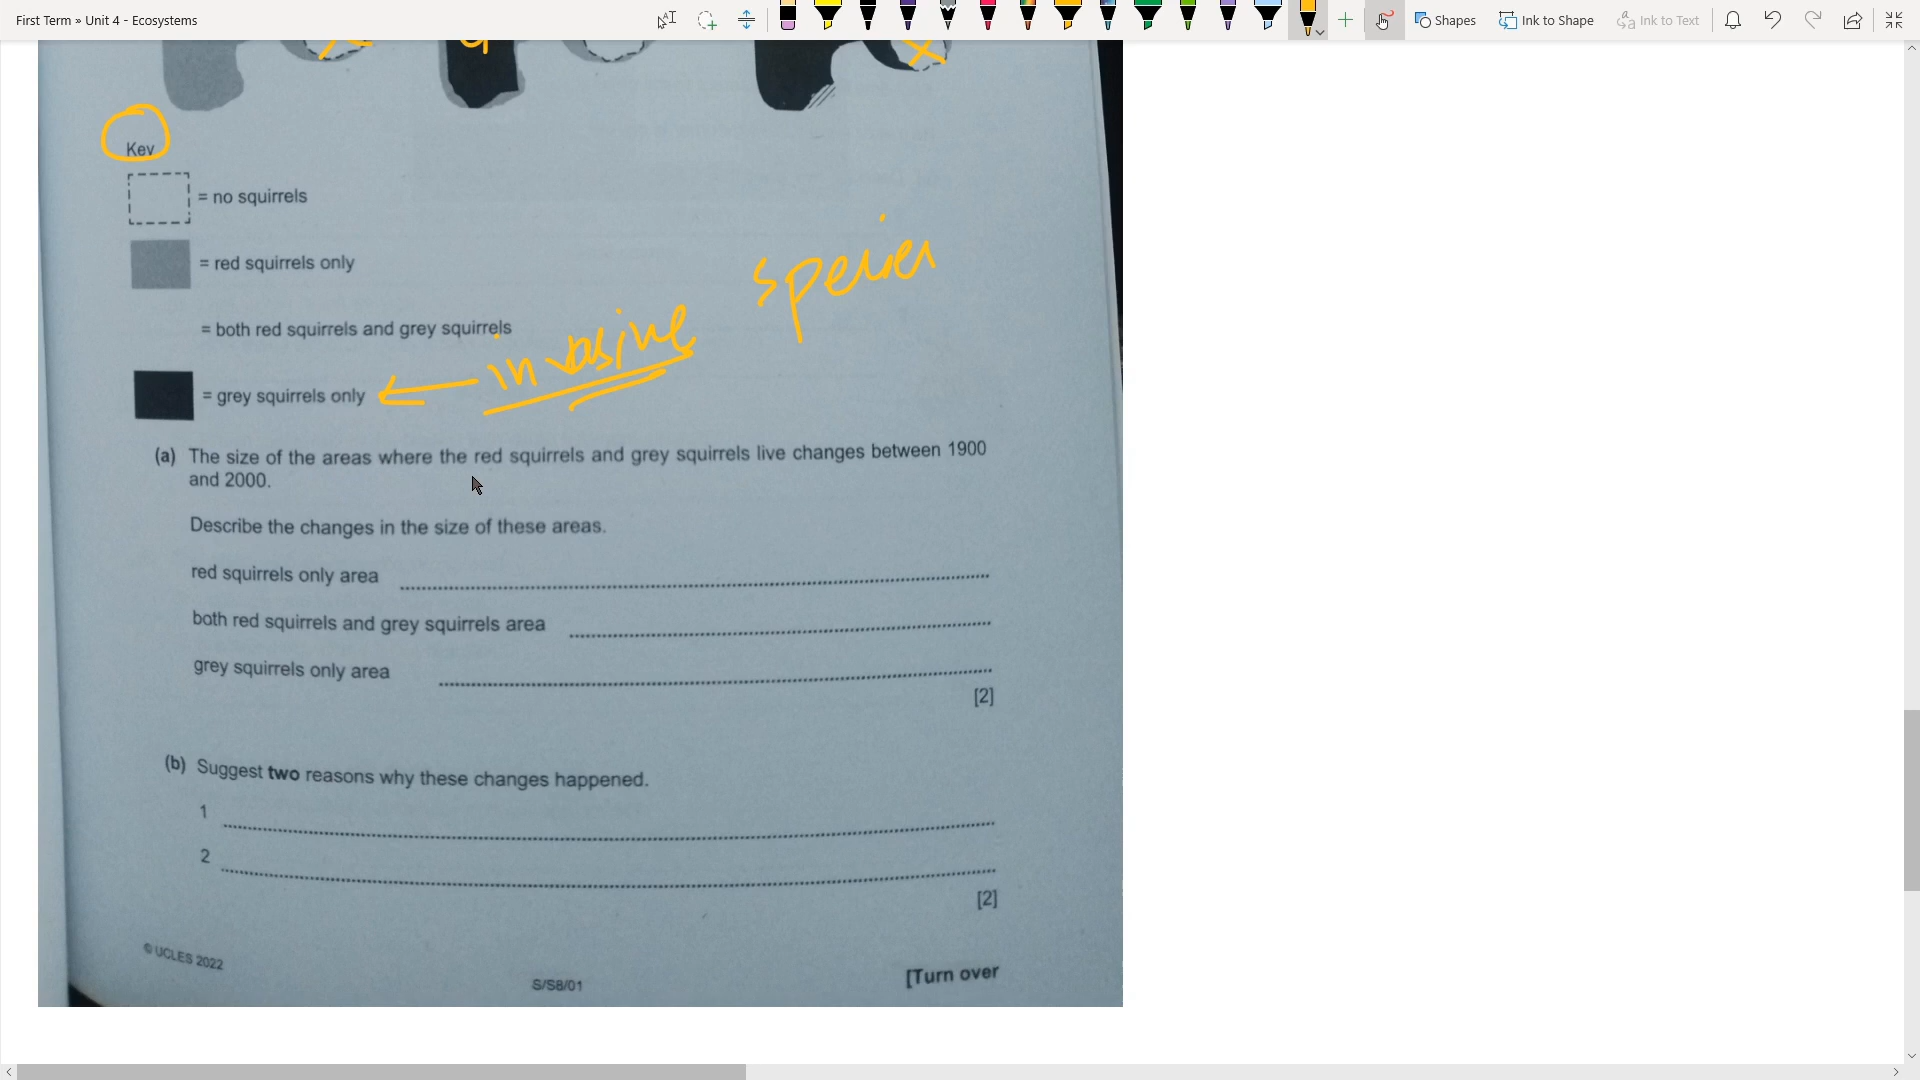 First Term » Unit 4 - Ecosystems
Shapes
Ink to Shape
Ink to Text
Key
= no squirrels
= red squirrels only
= both red squirrels and grey squirrels
= grey squirrels only
invasive species
(a) The size of the areas where the red squirrels and grey squirrels live changes between 1900
and 2000.
Describe the changes in the size of these areas.
red squirrels only area
both red squirrels and grey squirrels area
grey squirrels only area
[2]
(b) Suggest two reasons why these changes happened.
1
2
[2]
© UCLES 2022
S/S8/01
[Turn over